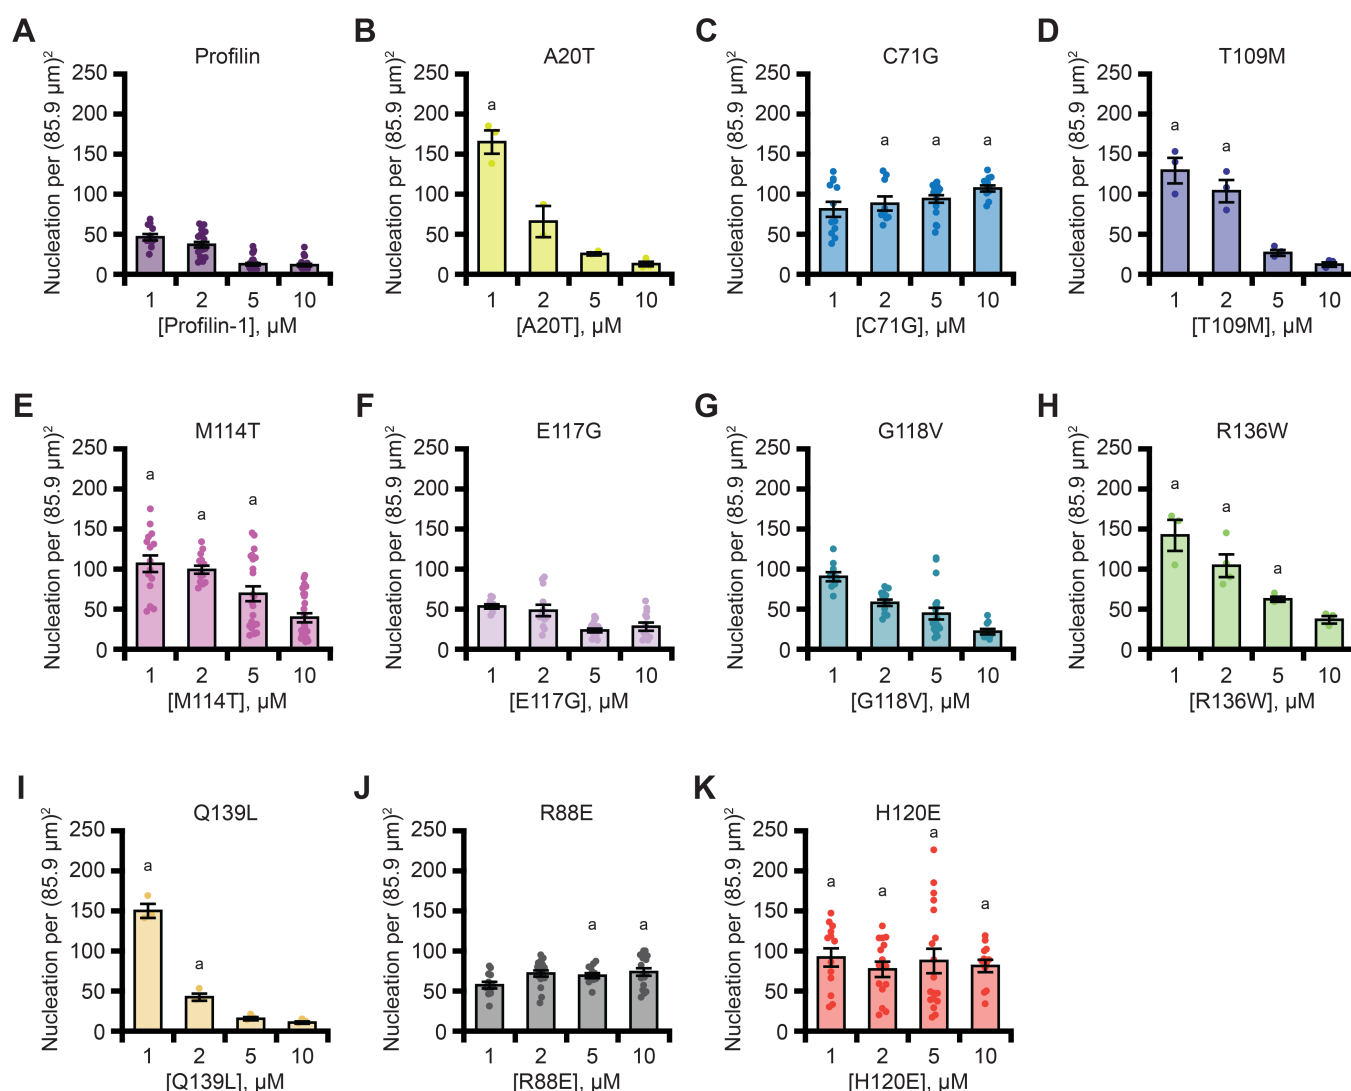 A
Profilin
Nucleation per (85.9 µm)²
250
200
150
100
50
0
1 2 5 10
[Profilin-1], µM
B
A20T
250
200
150
100
50
0
a
1 2 5 10
[A20T], µM
C
C71G
Nucleation per (85.9 µm)²
250
200
150
100
50
0
a a a
1 2 5 10
[C71G], µM
D
T109M
Nucleation per (85.9 µm)²
250
200
150
100
50
0
a a
1 2 5 10
[T109M], µM
E
M114T
Nucleation per (85.9 µm)²
250
200
150
100
50
0
a a a
1 2 5 10
[M114T], µM
F
E117G
Nucleation per (85.9 µm)²
250
200
150
100
50
0
1 2 5 10
[E117G], µM
G
G118V
Nucleation per (85.9 µm)²
250
200
150
100
50
0
1 2 5 10
[G118V], µM
H
R136W
Nucleation per (85.9 µm)²
250
200
150
100
50
0
a a a
1 2 5 10
[R136W], µM
I
Q139L
Nucleation per (85.9 µm)²
250
200
150
100
50
0
a a
1 2 5 10
[Q139L], µM
J
R88E
Nucleation per (85.9 µm)²
250
200
150
100
50
0
a a
1 2 5 10
[R88E], µM
K
H120E
Nucleation per (85.9 µm)²
250
200
150
100
50
0
a a a a
1 2 5 10
[H120E], µM